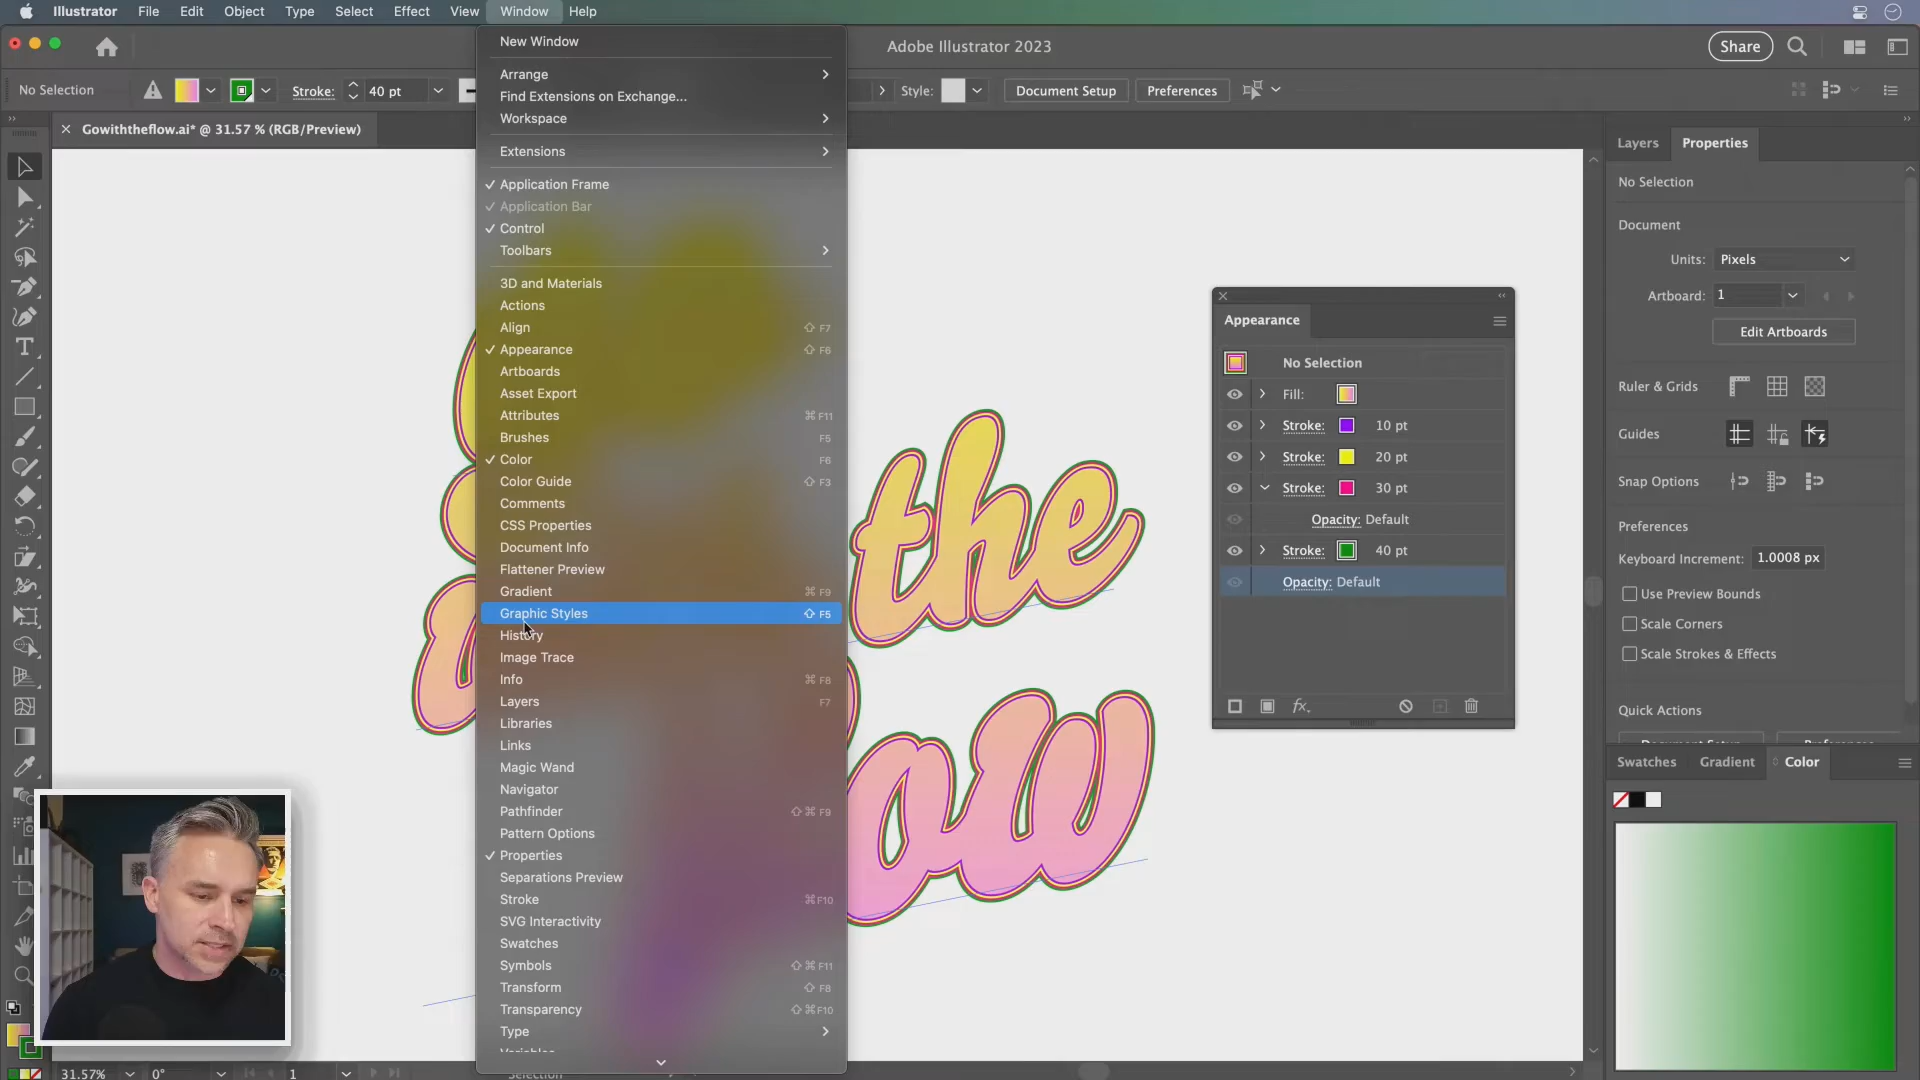 Illustrator File Edit Object Type Select Effect View Window Help
Adobe Illustrator 2023
Share
No Selection
Stroke:
40 pt
Style:
Document Setup
Preferences
Gowiththeflow.ai* @ 31.57 % (RGB/Preview)
New Window
Arrange
Find Extensions on Exchange...
Workspace
Extensions
Application Frame
Application Bar
Control
Toolbars
3D and Materials
Actions
Align ⇧ F7
Appearance ⇧ F6
Artboards
Asset Export
Attributes ⌘ F11
Brushes F5
Color F6
Color Guide ⇧ F3
Comments
CSS Properties
Document Info
Flattener Preview
Gradient ⌘ F9
Graphic Styles ⇧ F5
History
Image Trace
Info ⌘ F8
Layers F7
Libraries
Links
Magic Wand
Navigator
Pathfinder ⇧⌘ F9
Pattern Options
Properties
Separations Preview
Stroke ⌘F10
SVG Interactivity
Swatches
Symbols ⇧⌘ F11
Transform ⇧ F8
Transparency ⇧⌘F10
Type
the
ow
Appearance
No Selection
Fill:
Stroke: 10 pt
Stroke: 20 pt
Stroke: 30 pt
Opacity: Default
Stroke: 40 pt
Opacity: Default
fx.
Layers Properties
No Selection
Document
Units: Pixels
Artboard: 1
Edit Artboards
Ruler & Grids
Guides
Snap Options
Preferences
Keyboard Increment: 1.0008 px
Use Preview Bounds
Scale Corners
Scale Strokes & Effects
Quick Actions
Swatches Gradient Color
31.57% 0° 1
Selection